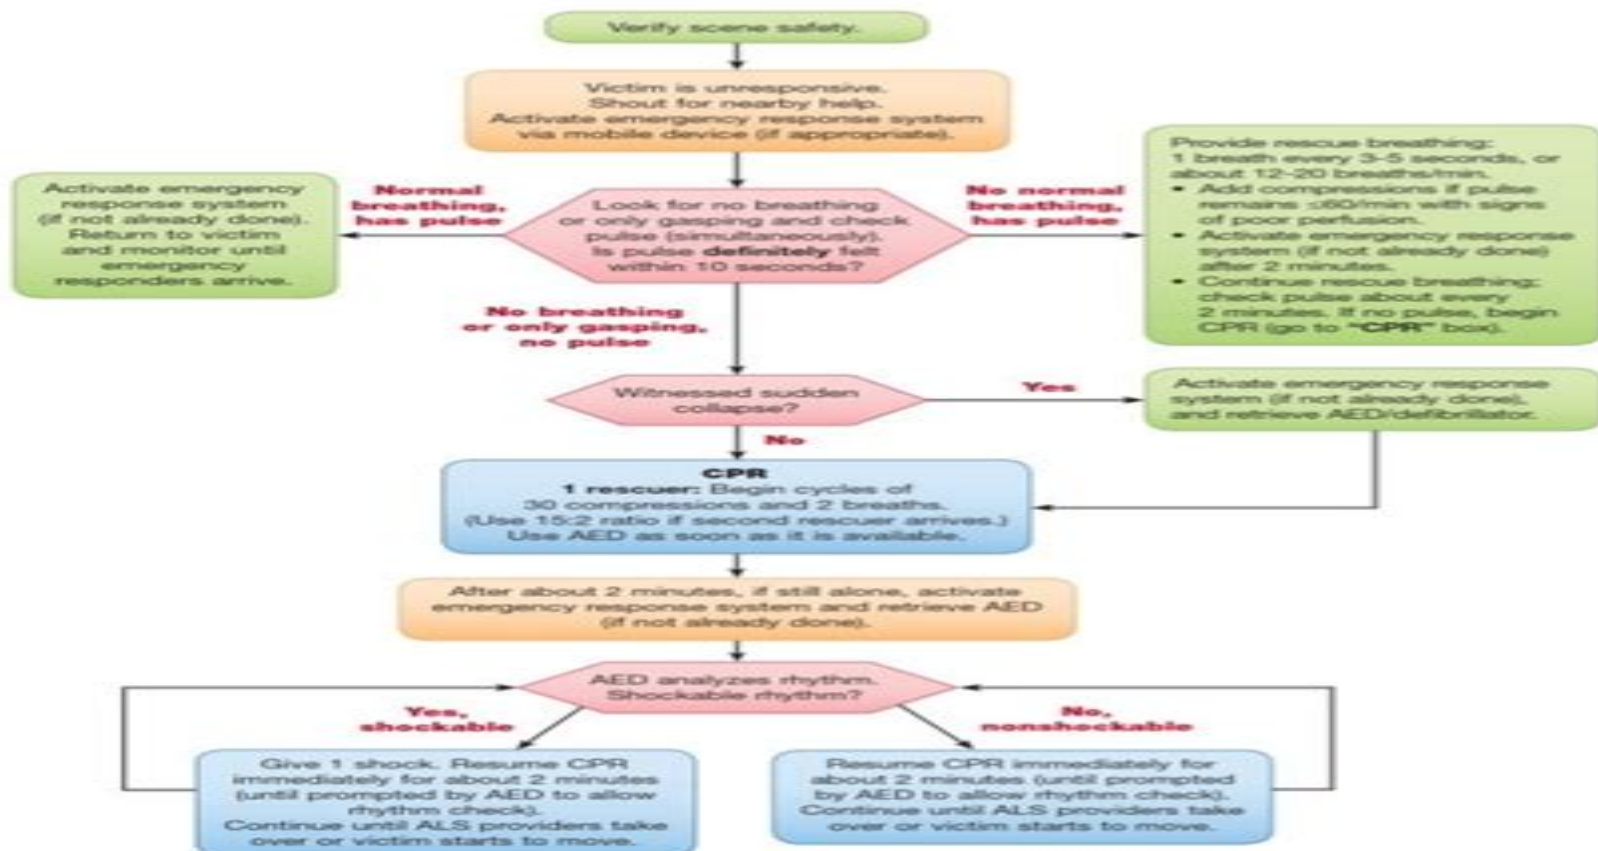 Verify scene safety.
Victim is unresponsive.
Shout for nearby help.
Activate emergency response system
via mobile device (if appropriate).
Activate emergency
response system
(if not already done).
Return to victim
and monitor until
emergency
responders arrive.
Normal
breathing,
has pulse
Look for no breathing
or only gasping and check
pulse (simultaneously).
Is pulse definitely felt
within 10 seconds?
No normal
breathing,
has pulse
Provide rescue breathing:
1 breath every 3-5 seconds, or
about 12-20 breaths/min.
• Add compressions if pulse
remains ≤60/min with signs
of poor perfusion.
• Activate emergency response
system (if not already done)
after 2 minutes.
• Continue rescue breathing;
check pulse about every
2 minutes. If no pulse, begin
CPR (go to "CPR" box).
No breathing
or only gasping,
no pulse
Witnessed sudden
collapse?
Yes
Activate emergency response
system (if not already done),
and retrieve AED/defibrillator.
No
CPR
1 rescuer: Begin cycles of
30 compressions and 2 breaths.
(Use 15:2 ratio if second rescuer arrives.)
Use AED as soon as it is available.
After about 2 minutes, if still alone, activate
emergency response system and retrieve AED
(if not already done).
AED analyzes rhythm.
Shockable rhythm?
Yes,
shockable
No,
nonshockable
Give 1 shock. Resume CPR
immediately for about 2 minutes
(until prompted by AED to allow
rhythm check).
Continue until ALS providers take
over or victim starts to move.
Resume CPR immediately for
about 2 minutes (until prompted
by AED to allow rhythm check).
Continue until ALS providers take
over or victim starts to move.